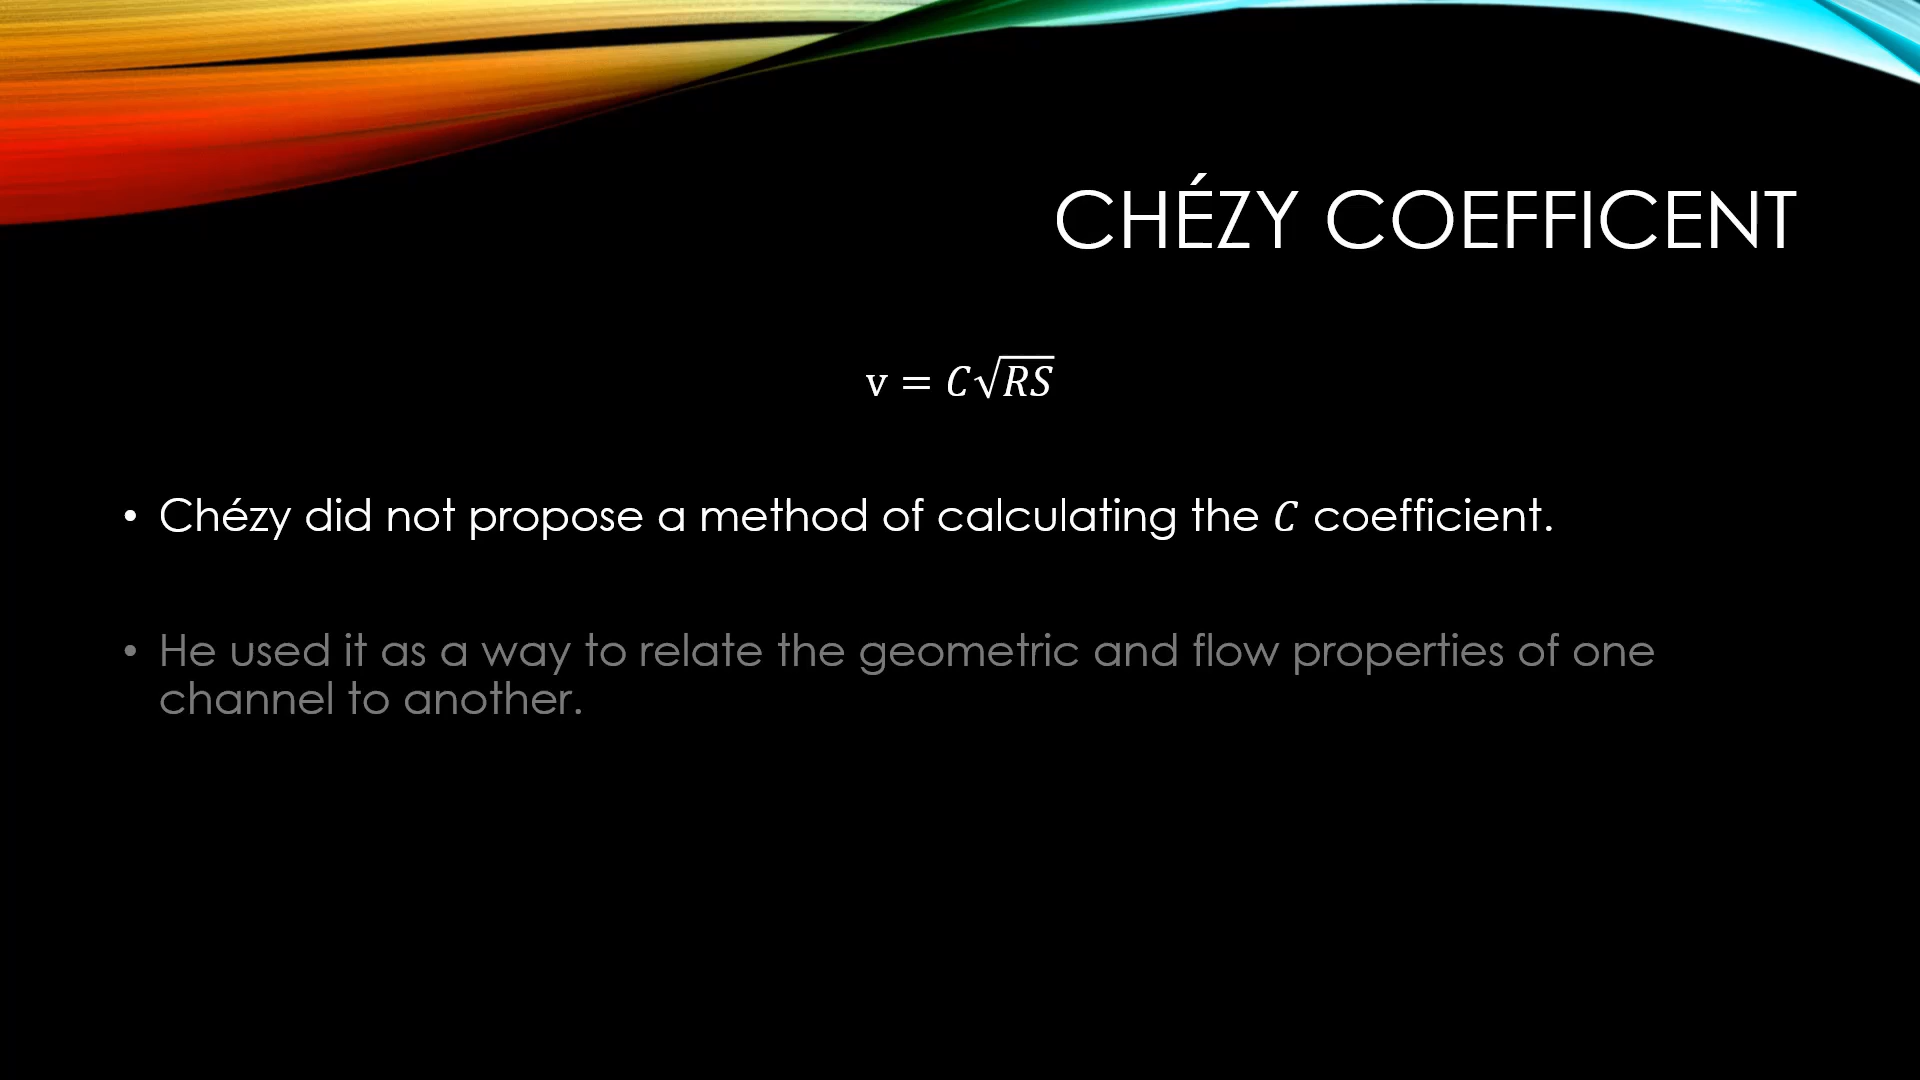 CHÉZY COEFFICENT
v = C√RS
• Chézy did not propose a method of calculating the C coefficient.
• He used it as a way to relate the geometric and flow properties of one
channel to another.